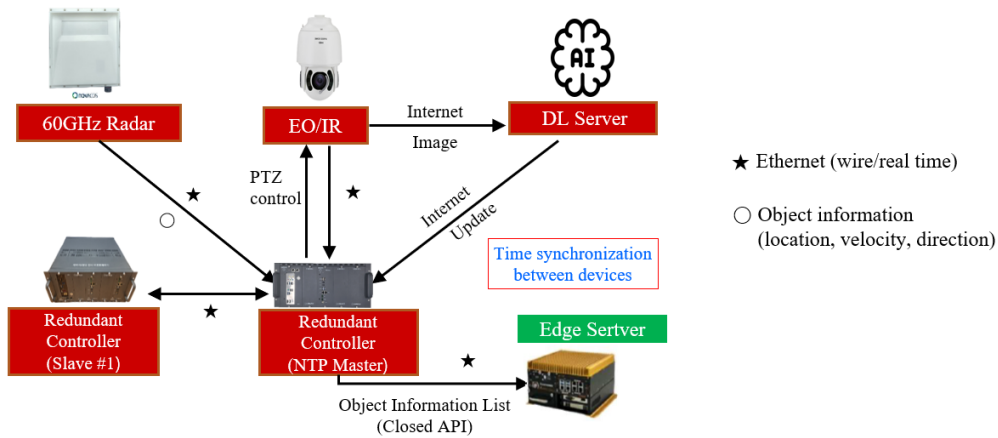 AI
60GHz Radar
EO/IR
Internet
Image
DL Server
PTZ
control
Internet
Update
★ Ethernet (wire/real time)
○ Object information
(location, velocity, direction)
Time synchronization
between devices
Redundant
Controller
(Slave #1)
Redundant
Controller
(NTP Master)
Edge Sertver
Object Information List
(Closed API)